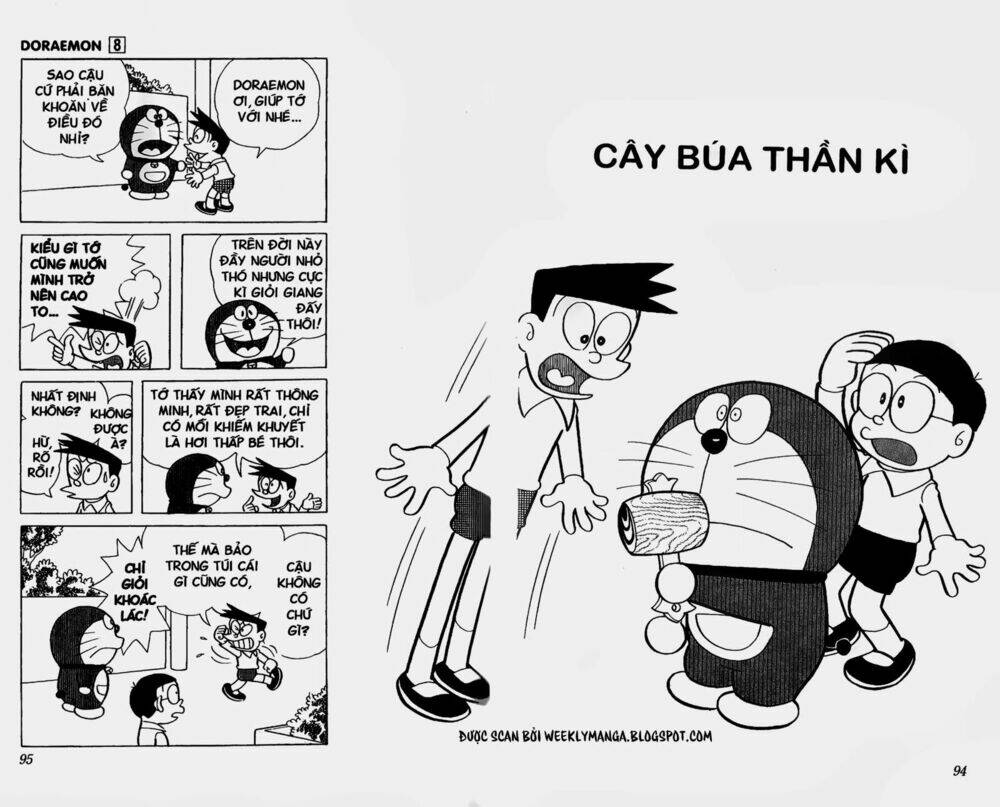 CÂY BÚA THẦN KÌ
ĐƯỢC SCAN BỞI WEEKLYMANGA.BLOGSPOT.COM
94
DORAEMON 8
DORAEMON
ƠI, GIÚP TỚ
VỚI NHÉ...
SAO CẬU
CỨ PHẢI BĂN
KHOĂN VỀ
ĐIỀU ĐÓ
NHỈ?
TRÊN ĐỜI NÀY
ĐẦY NGƯỜI NHỎ
THÓ NHƯNG CỰC
KÌ GIỎI GIANG
ĐẤY
THÔI!
KIỂU GÌ TỚ
CŨNG MUỐN
MÌNH TRỞ
NÊN CAO
TO...
TỚ THẤY MÌNH RẤT THÔNG
MINH, RẤT ĐẸP TRAI, CHỈ
CÓ MỖI KHIẾM KHUYẾT
LÀ HƠI THẤP BÉ THÔI.
KHÔNG
ĐƯỢC
À?
NHẤT ĐỊNH
KHÔNG?
HỪ,
RÕ
RỒI!
CẬU
KHÔNG
CÓ
CHỨ
GÌ?
THẾ MÀ BẢO
TRONG TÚI CÁI
GÌ CŨNG CÓ,
CHỈ
GIỎI
KHOÁC
LÁC!
95